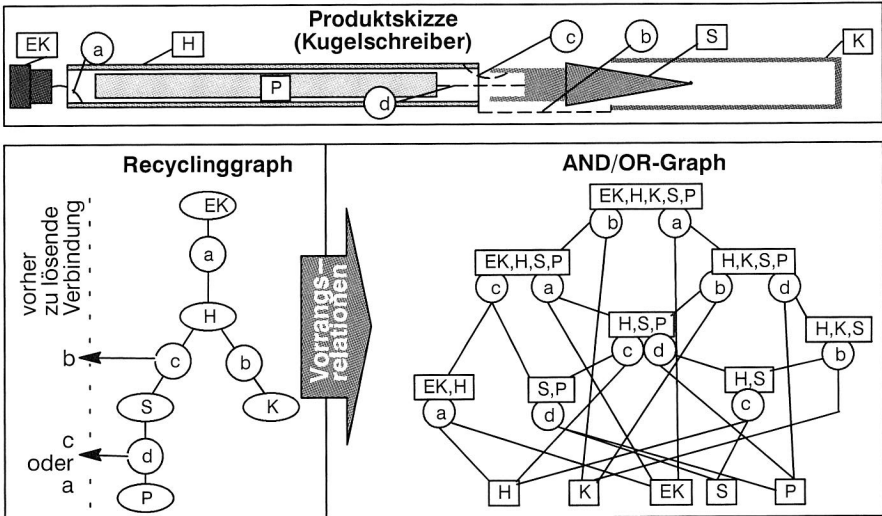 Produktskizze
(Kugelschreiber)
EK
a
H
P
d
c
b
S
K
Recyclinggraph
vorher
zu lösende
Verbindung
EK
a
H
b
c
b
S
K
c
oder
a
d
P
Vorrangs–
relationen
AND/OR-Graph
EK,H,K,S,P
b
a
EK,H,S,P
c
a
H,K,S,P
b
d
H,S,P
c
d
H,K,S
b
EK,H
a
S,P
d
H,S
c
H
K
EK
S
P